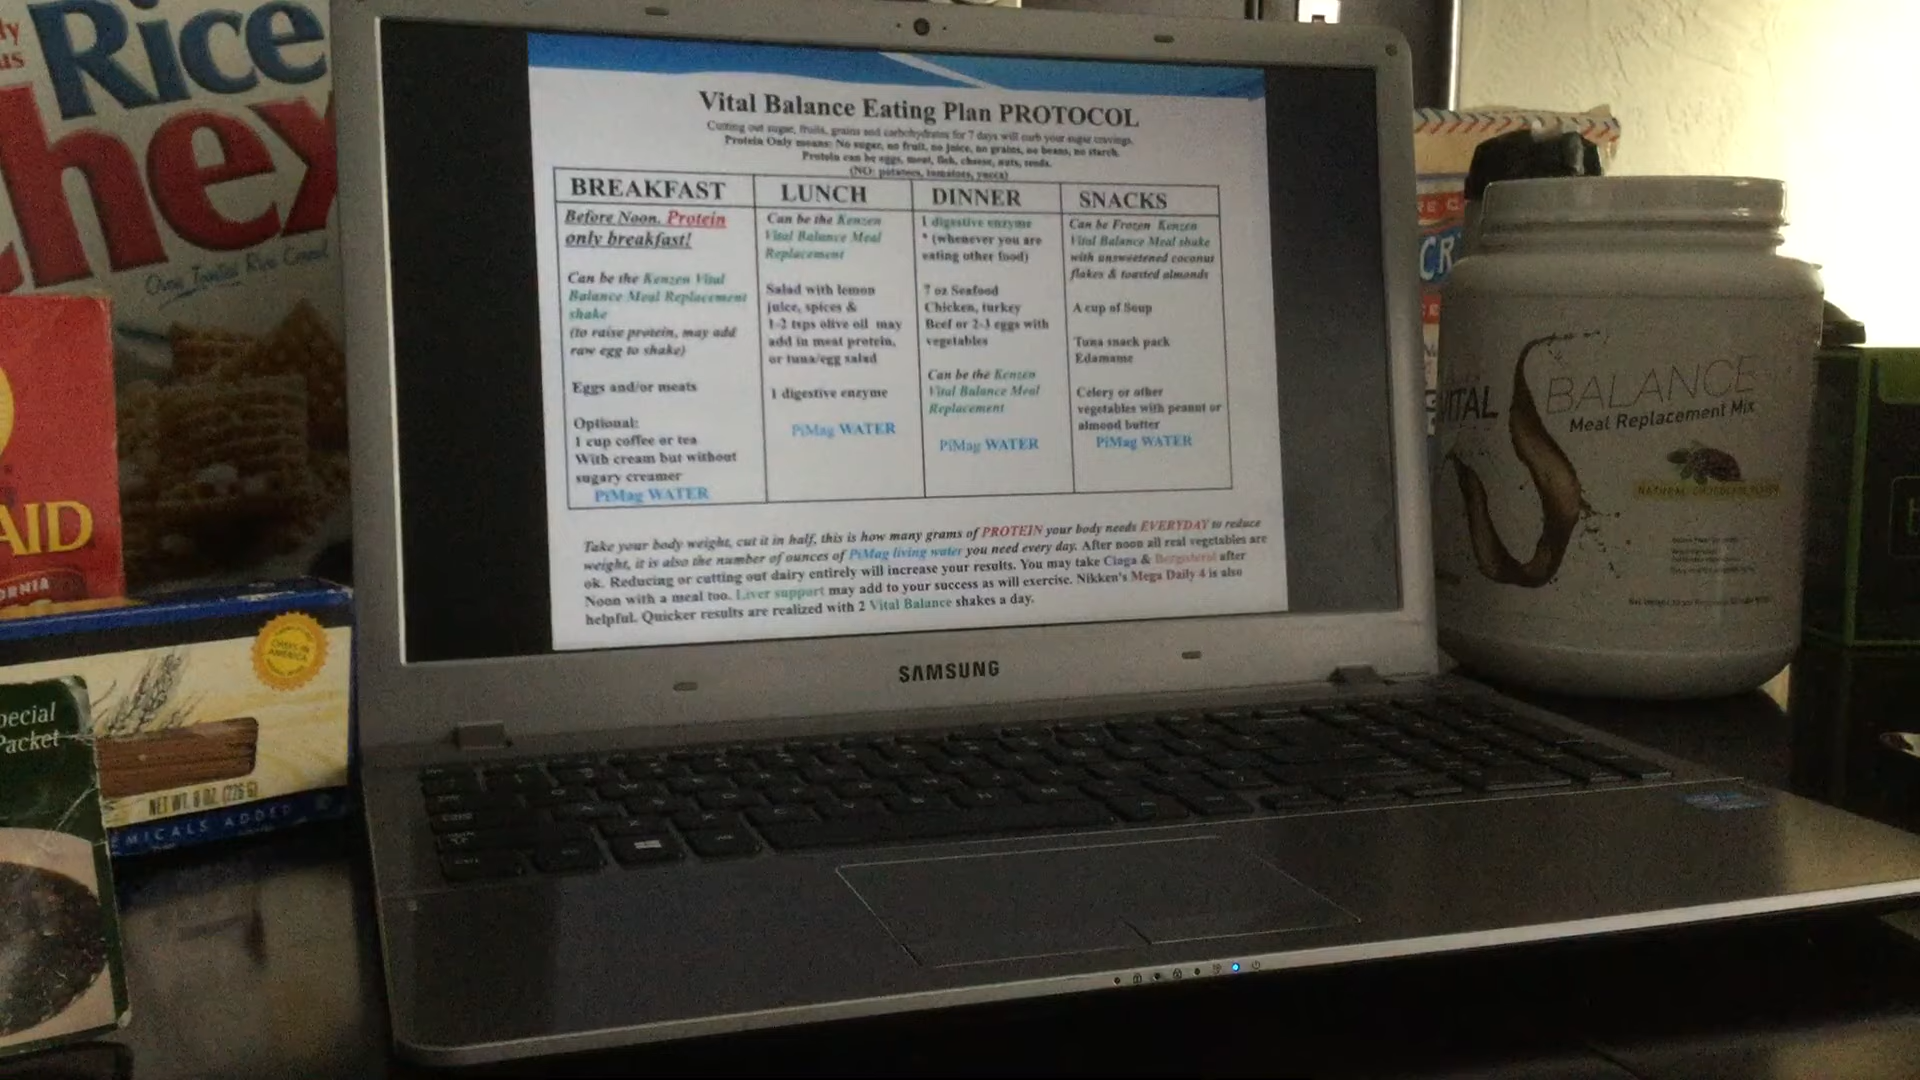 Rice
Chex
Oven Toasted Rice Cereal
AID
Special
Packet
CHEFS IN
AMERICA
NET WT. 8 OZ. (226 G)
EMICALS ADDED
Vital Balance Eating Plan PROTOCOL
Cutting out sugar, fruits, grains and carbohydrates for 7 days will curb your sugar cravings.
Protein Only means: No sugar, no fruit, no juice, no grains, no beans, no starch.
Protein can be eggs, meat, fish, cheese, nuts, seeds.
(NO: potatoes, tomatoes, yucca)
BREAKFAST
Before Noon, Protein
only breakfast!
Can be the Kenzen Vital
Balance Meal Replacement
shake
(to raise protein, may add
raw egg to shake)
Eggs and/or meats
Optional:
1 cup coffee or tea
With cream but without
sugary creamer
PiMag WATER
LUNCH
Can be the Kenzen
Vital Balance Meal
Replacement
Salad with lemon
juice, spices &
1-2 tsps olive oil may
add in meat protein,
or tuna/egg salad
1 digestive enzyme
PiMag WATER
DINNER
1 digestive enzyme
* (whenever you are
eating other food)
7 oz Seafood
Chicken, turkey
Beef or 2-3 eggs with
vegetables
Can be the Kenzen
Vital Balance Meal
Replacement
PiMag WATER
SNACKS
Can be Frozen Kenzen
Vital Balance Meal shake
with unsweetened coconut
flakes & toasted almonds
A cup of Soup
Tuna snack pack
Edamame
Celery or other
vegetables with peanut or
almond butter
PiMag WATER
Take your body weight, cut it in half, this is how many grams of PROTEIN your body needs EVERYDAY to reduce
weight, it is also the number of ounces of PiMag living water you need every day. After noon all real vegetables are
ok. Reducing or cutting out dairy entirely will increase your results. You may take Ciaga & Bergisterol after
Noon with a meal too. Liver support may add to your success as will exercise. Nikken's Mega Daily 4 is also
helpful. Quicker results are realized with 2 Vital Balance shakes a day.
SAMSUNG
VITAL BALANCE
Meal Replacement Mix